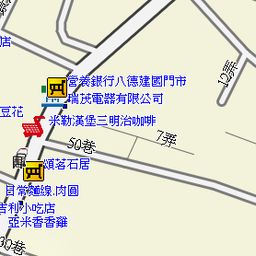 店
營業銀行八德建國門市
瑞茂電器有限公司
豆花
米勒漢堡三明治咖啡
7弄
12弄
50巷
頌茗石居
日常麵線.肉圓
吉利小吃店
亞米香香雞
30巷